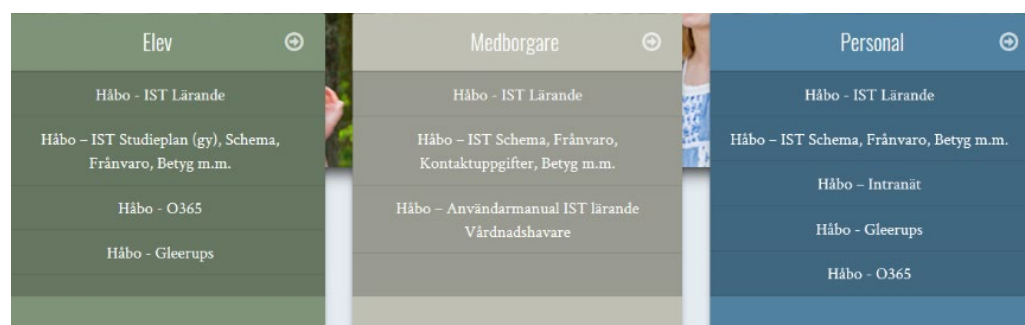 Elev
Håbo - IST Lärande
Håbo – IST Studieplan (gy), Schema,
Frånvaro, Betyg m.m.
Håbo - O365
Håbo - Gleerups
Medborgare
Håbo - IST Lärande
Håbo – IST Schema, Frånvaro,
Kontaktuppgifter, Betyg m.m.
Håbo – Användarmanual IST lärande
Vårdnadshavare
Personal
Håbo - IST Lärande
Håbo – IST Schema, Frånvaro, Betyg m.m.
Håbo – Intranät
Håbo - Gleerups
Håbo - O365